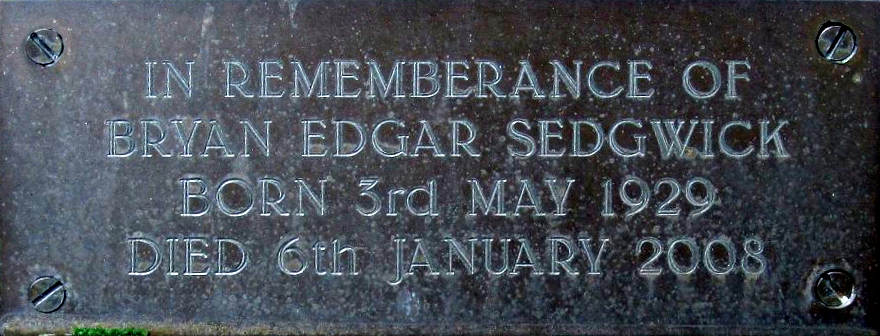 IN REMEMBERANCE OF
BRYAN EDGAR SEDGWICK
BORN 3rd MAY 1929
DIED 6th JANUARY 2008